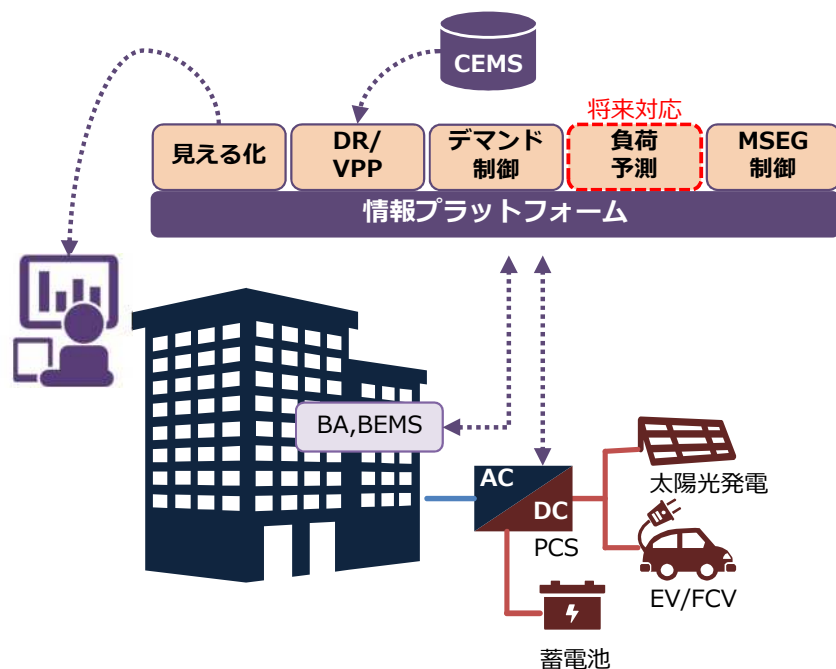 CEMS
将来対応
見える化
DR/
VPP
デマンド
制御
負荷
予測
MSEG
制御
情報プラットフォーム
BA,BEMS
AC
DC
PCS
太陽光発電
EV/FCV
蓄電池